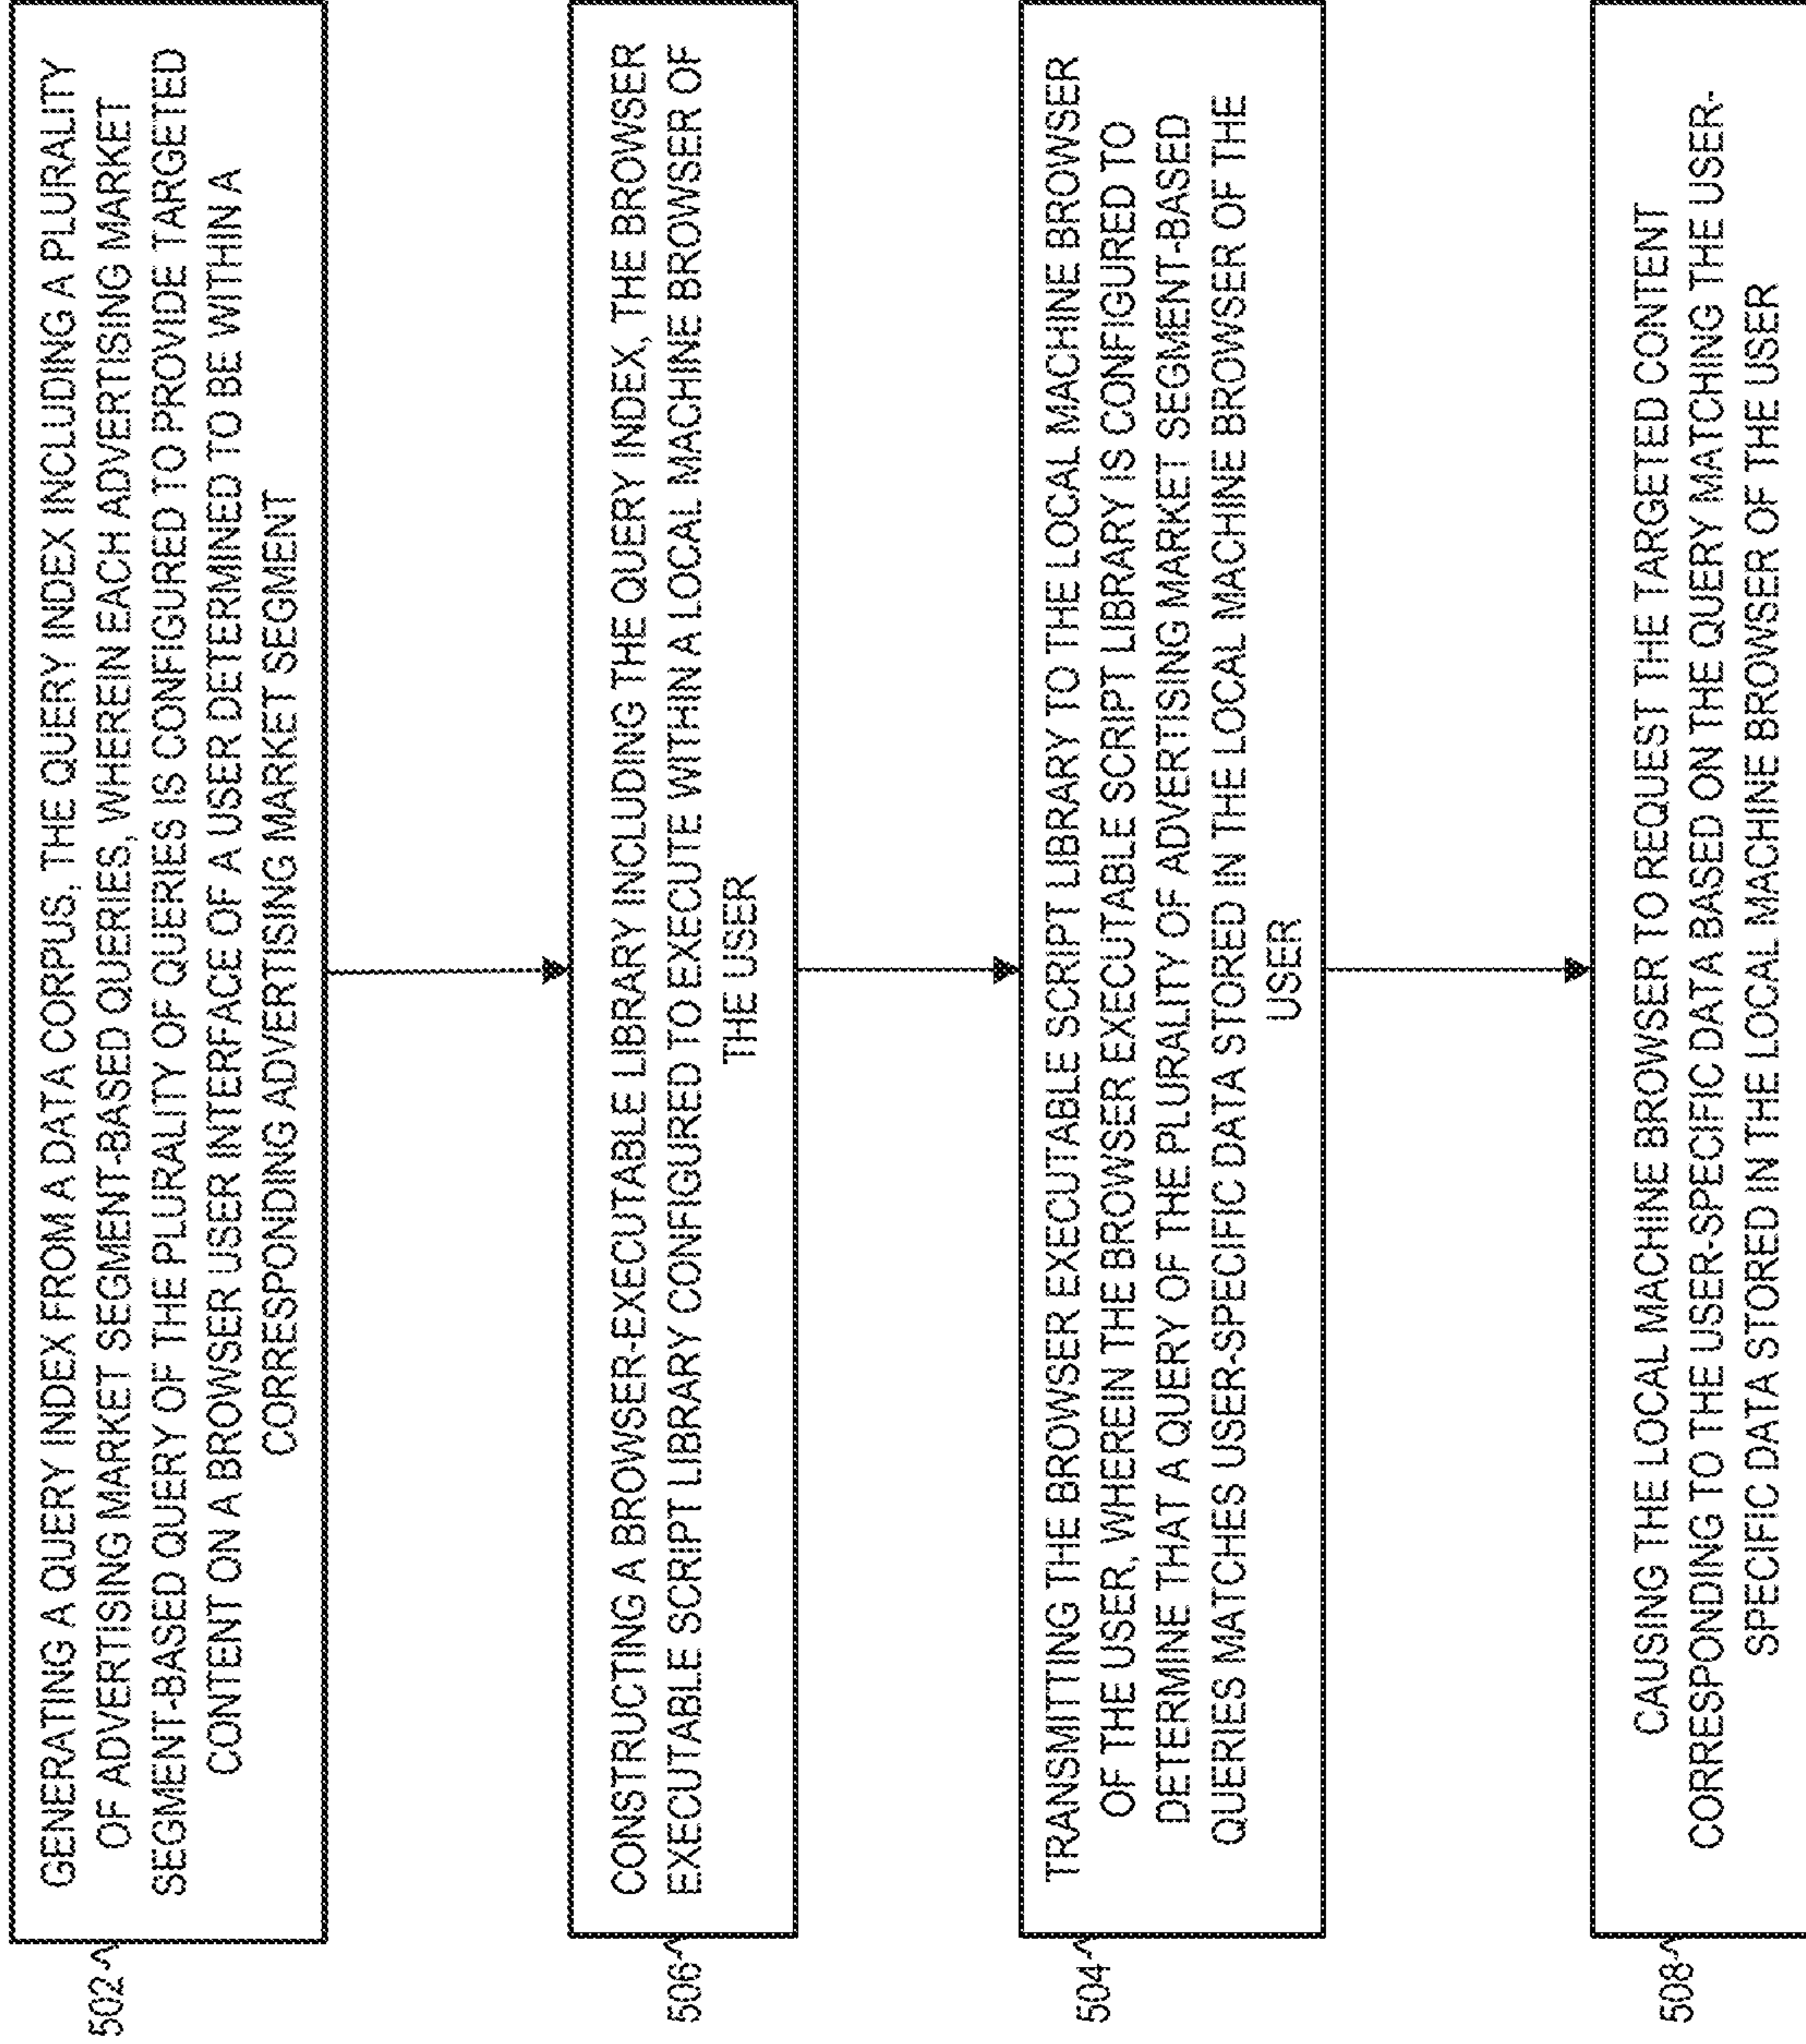 502
GENERATING A QUERY INDEX FROM A DATA CORPUS, THE QUERY INDEX INCLUDING A PLURALITY
OF ADVERTISING MARKET SEGMENT-BASED QUERIES, WHEREIN EACH ADVERTISING MARKET
SEGMENT-BASED QUERY OF THE PLURALITY OF QUERIES IS CONFIGURED TO PROVIDE TARGETED
CONTENT ON A BROWSER USER INTERFACE OF A USER DETERMINED TO BE WITHIN A
CORRESPONDING ADVERTISING MARKET SEGMENT
506
CONSTRUCTING A BROWSER-EXECUTABLE LIBRARY INCLUDING THE QUERY INDEX, THE BROWSER
EXECUTABLE SCRIPT LIBRARY CONFIGURED TO EXECUTE WITHIN A LOCAL MACHINE BROWSER OF
THE USER
504
TRANSMITTING THE BROWSER EXECUTABLE SCRIPT LIBRARY TO THE LOCAL MACHINE BROWSER
OF THE USER, WHEREIN THE BROWSER EXECUTABLE SCRIPT LIBRARY IS CONFIGURED TO
DETERMINE THAT A QUERY OF THE PLURALITY OF ADVERTISING MARKET SEGMENT-BASED
QUERIES MATCHES USER-SPECIFIC DATA STORED IN THE LOCAL MACHINE BROWSER OF THE
USER
508
CAUSING THE LOCAL MACHINE BROWSER TO REQUEST THE TARGETED CONTENT
CORRESPONDING TO THE USER-SPECIFIC DATA BASED ON THE QUERY MATCHING THE USER-
SPECIFIC DATA STORED IN THE LOCAL MACHINE BROWSER OF THE USER